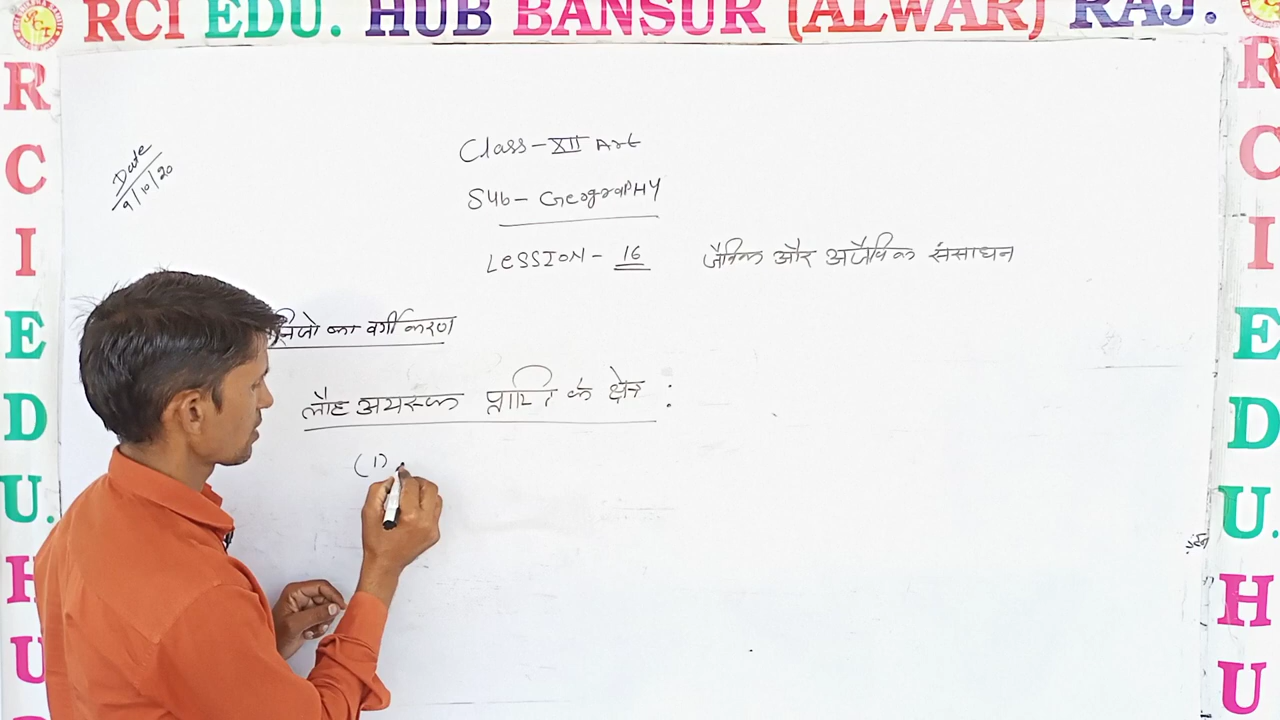 RCI EDU. HUB BANSUR (ALWAR) RAJ.
R C I E D U. H U
Date
9/10/20
Class-XII Art
Sub- GeograPHY
LESSION- 16 जैविक और अजैविक संसाधन
निजो का वर्गीकरण
लौह अयस्क प्राप्ति के क्षेत्र :
(1)
R C I E D U. H U